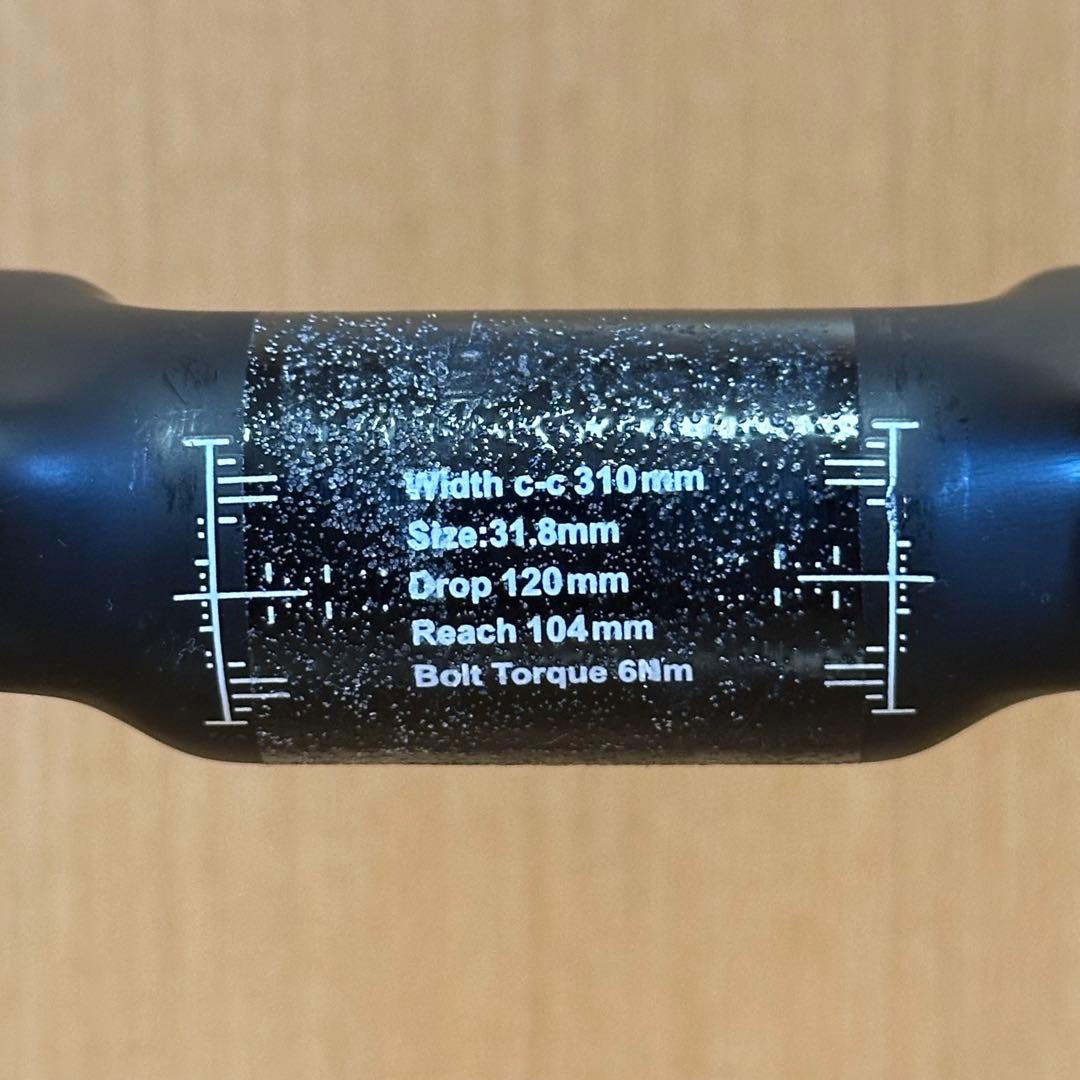 Width c-c 310mm
Size:31.8mm
Drop 120mm
Reach 104mm
Bolt Torque 6Nm